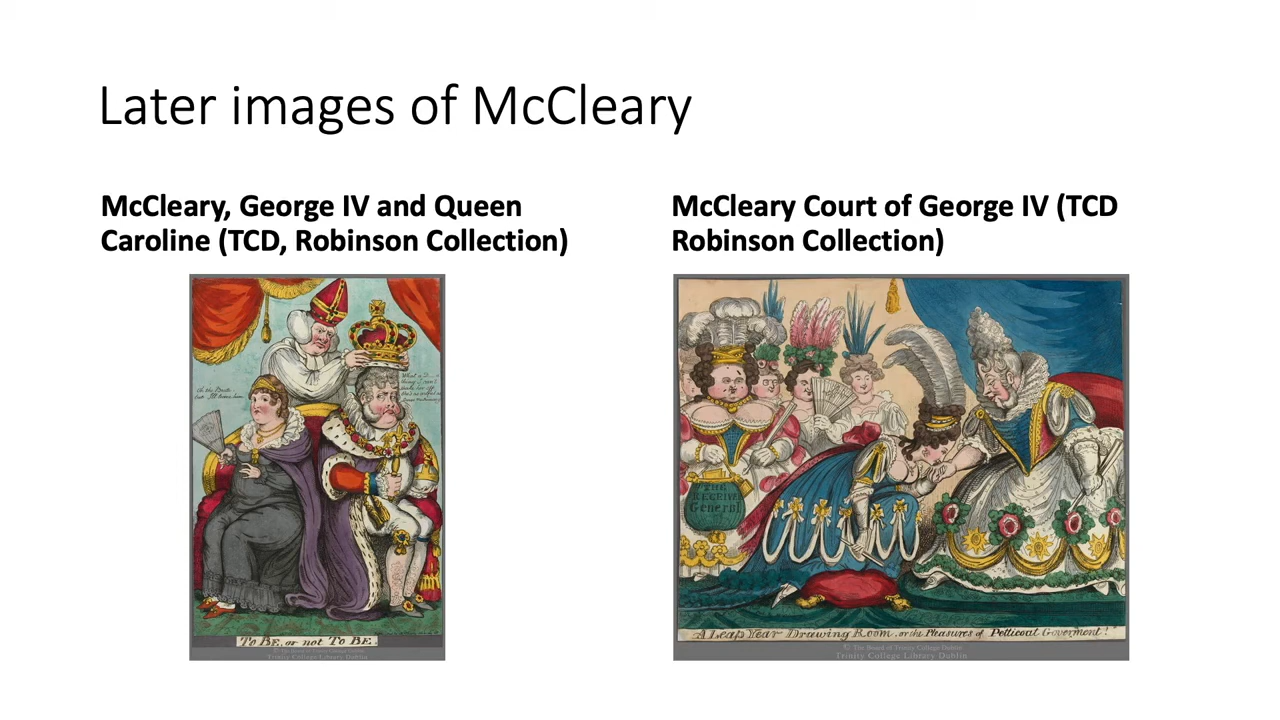 Later images of McCleary
McCleary, George IV and Queen
Caroline (TCD, Robinson Collection)
McCleary Court of George IV (TCD
Robinson Collection)
THE
General
To BE, or not To BE.
Trinity College Library Dublin
A Leap Year Drawing Room, or the Pleasures of Petticoat Goverment!
© The Board of Trinity College Dublin
Trinity College Library Dublin